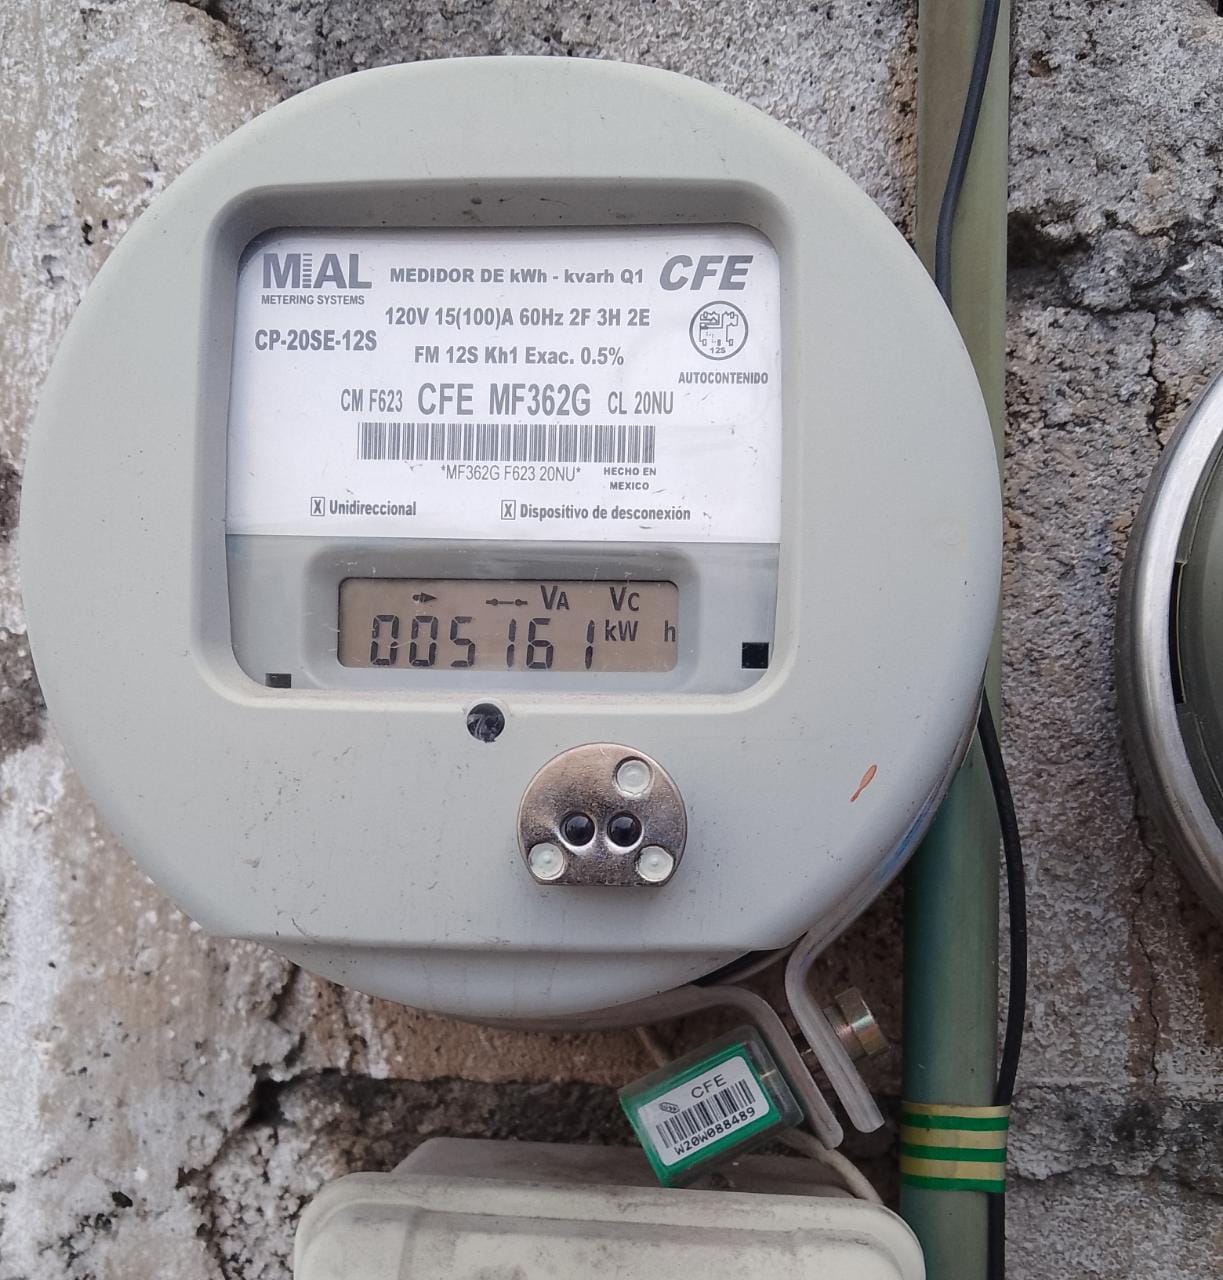 MIAL
METERING SYSTEMS
MEDIDOR DE kWh - kvarh Q1
CFE
120V 15(100)A 60Hz 2F 3H 2E
CP-20SE-12S
FM 12S Kh1 Exac. 0.5%
12S
AUTOCONTENIDO
CM F623 CFE MF362G CL 20NU
*MF362G F623 20NU*
HECHO EN
MEXICO
X Unidireccional
X Dispositivo de desconexión
VA VC
005161 kW h
CFE
W20W088489